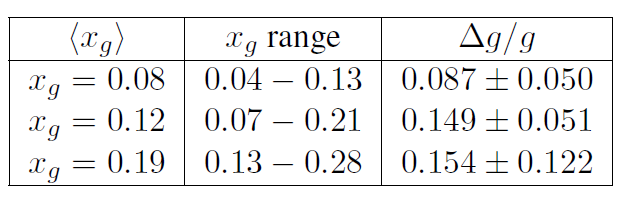 ⟨x_g⟩ x_g range Δg/g
x_g = 0.08 0.04 − 0.13 0.087 ± 0.050
x_g = 0.12 0.07 − 0.21 0.149 ± 0.051
x_g = 0.19 0.13 − 0.28 0.154 ± 0.122